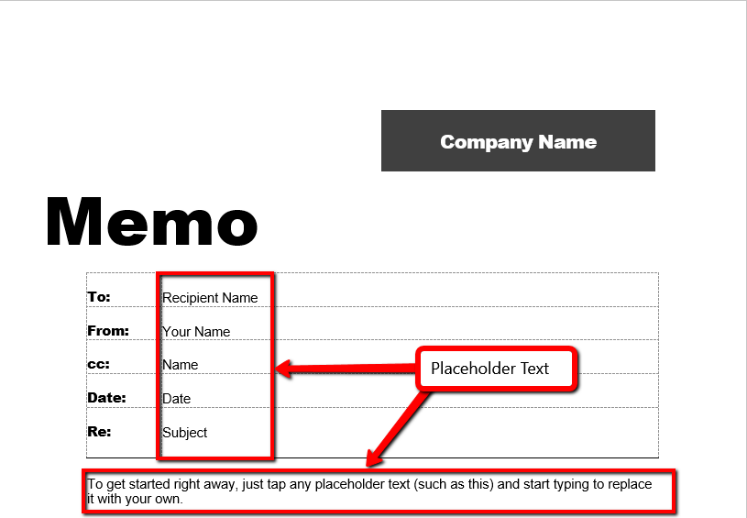 Company Name
Memo
To: Recipient Name
From: Your Name
cc: Name
Placeholder Text
Date: Date
Re: Subject
To get started right away, just tap any placeholder text (such as this) and start typing to replace
it with your own.